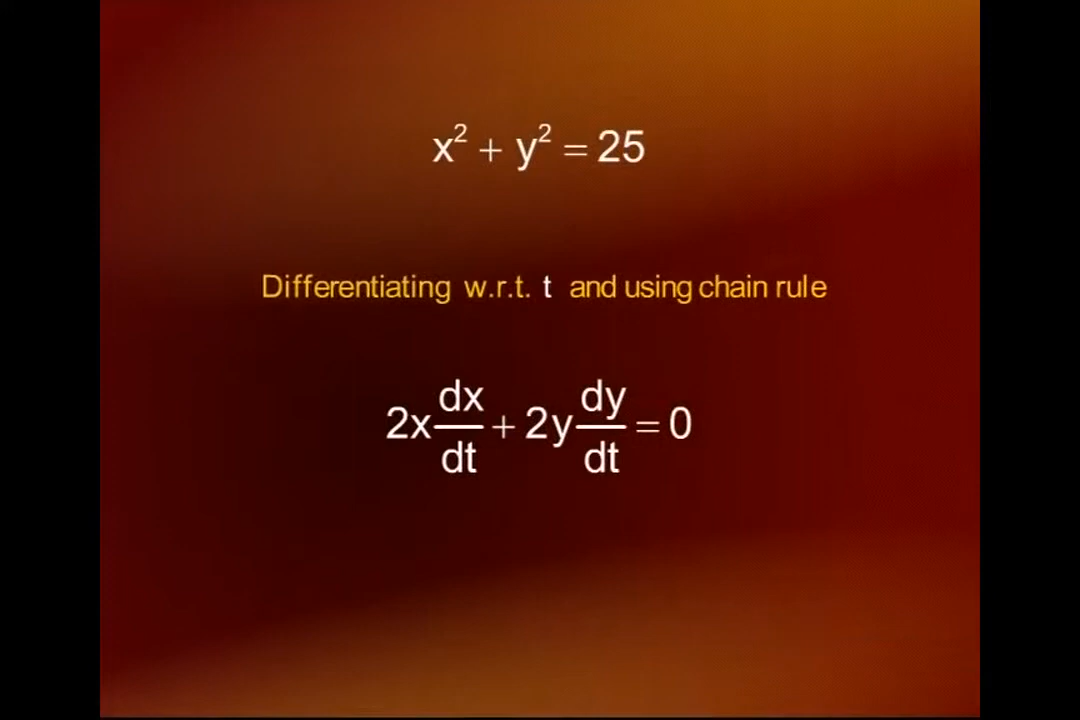 x² + y² = 25
Differentiating w.r.t. t and using chain rule
2x dx/dt + 2y dy/dt = 0